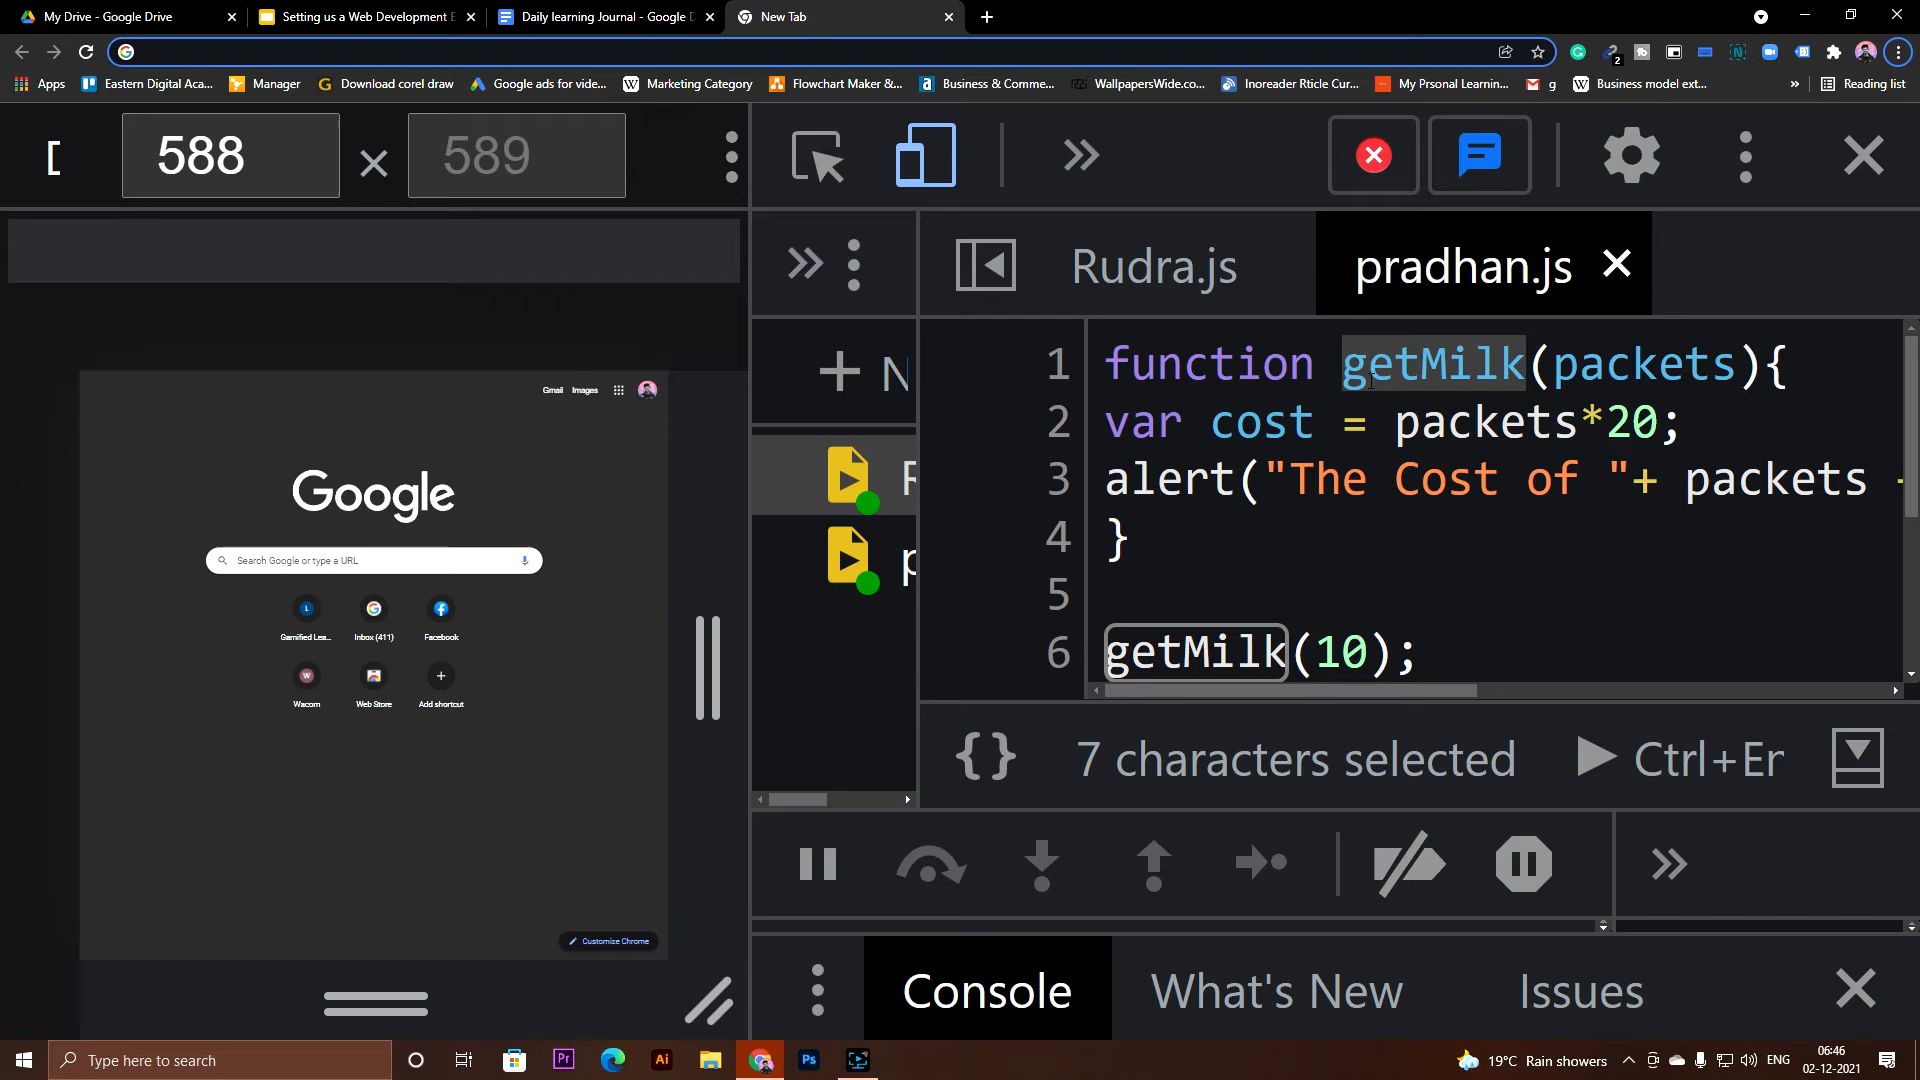 My Drive - Google Drive
Setting us a Web Development E
Daily learning Journal - Google D
New Tab
2
Apps
Eastern Digital Aca...
Manager
Download corel draw
Google ads for vide...
Marketing Category
Flowchart Maker &...
Business & Comme...
WallpapersWide.co...
Inoreader Rticle Cur...
My Prsonal Learnin...
g
Business model ext...
Reading list
588
589
Rudra.js
pradhan.js
N
R
p
1 function getMilk(packets){
2 var cost = packets*20;
3 alert("The Cost of "+ packets
4 }
5
6 getMilk(10);
{} 7 characters selected
Ctrl+Er
Gmail Images
Google
Search Google or type a URL
L
Gamified Lea...
Inbox (411)
Facebook
W
Wacom
Web Store
Add shortcut
Customize Chrome
Console
What's New
Issues
Type here to search
Pr
Ai
Ps
19°C Rain showers
ENG
06:46
02-12-2021